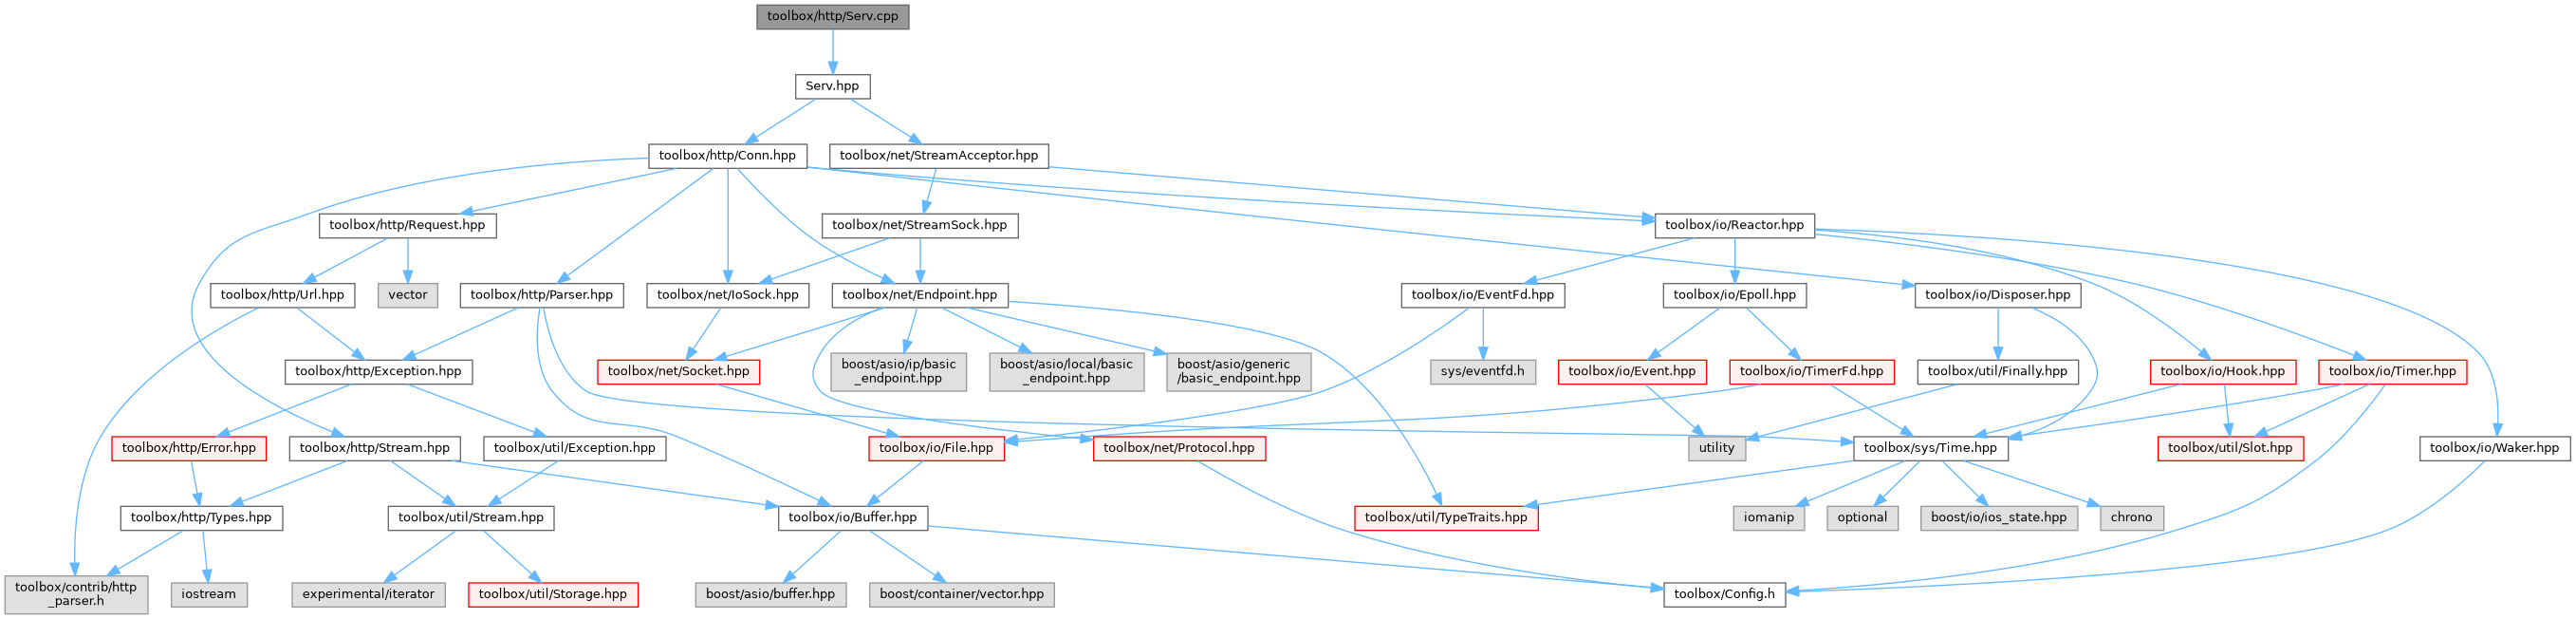 toolbox/http/Serv.cpp
Serv.hpp
toolbox/http/Conn.hpp
toolbox/net/StreamAcceptor.hpp
toolbox/http/Request.hpp
toolbox/net/StreamSock.hpp
toolbox/io/Reactor.hpp
toolbox/http/Url.hpp
vector
toolbox/http/Parser.hpp
toolbox/net/IoSock.hpp
toolbox/net/Endpoint.hpp
toolbox/io/EventFd.hpp
toolbox/io/Epoll.hpp
toolbox/io/Disposer.hpp
toolbox/http/Exception.hpp
toolbox/net/Socket.hpp
boost/asio/ip/basic
_endpoint.hpp
boost/asio/local/basic
_endpoint.hpp
boost/asio/generic
/basic_endpoint.hpp
sys/eventfd.h
toolbox/io/Event.hpp
toolbox/io/TimerFd.hpp
toolbox/util/Finally.hpp
toolbox/io/Hook.hpp
toolbox/io/Timer.hpp
toolbox/http/Error.hpp
toolbox/http/Stream.hpp
toolbox/util/Exception.hpp
toolbox/io/File.hpp
toolbox/net/Protocol.hpp
utility
toolbox/sys/Time.hpp
toolbox/util/Slot.hpp
toolbox/io/Waker.hpp
toolbox/http/Types.hpp
toolbox/util/Stream.hpp
toolbox/io/Buffer.hpp
toolbox/util/TypeTraits.hpp
iomanip
optional
boost/io/ios_state.hpp
chrono
toolbox/contrib/http
_parser.h
iostream
experimental/iterator
toolbox/util/Storage.hpp
boost/asio/buffer.hpp
boost/container/vector.hpp
toolbox/Config.h